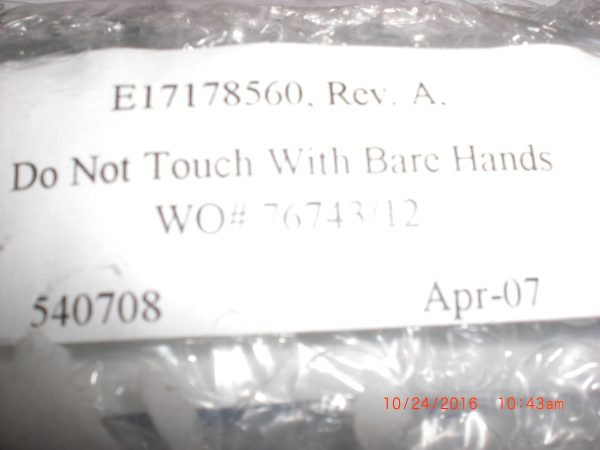 E17178560, Rev. A,
Do Not Touch With Bare Hands
WO# 76743/12
540708 Apr-07
10/24/2016 10:43am